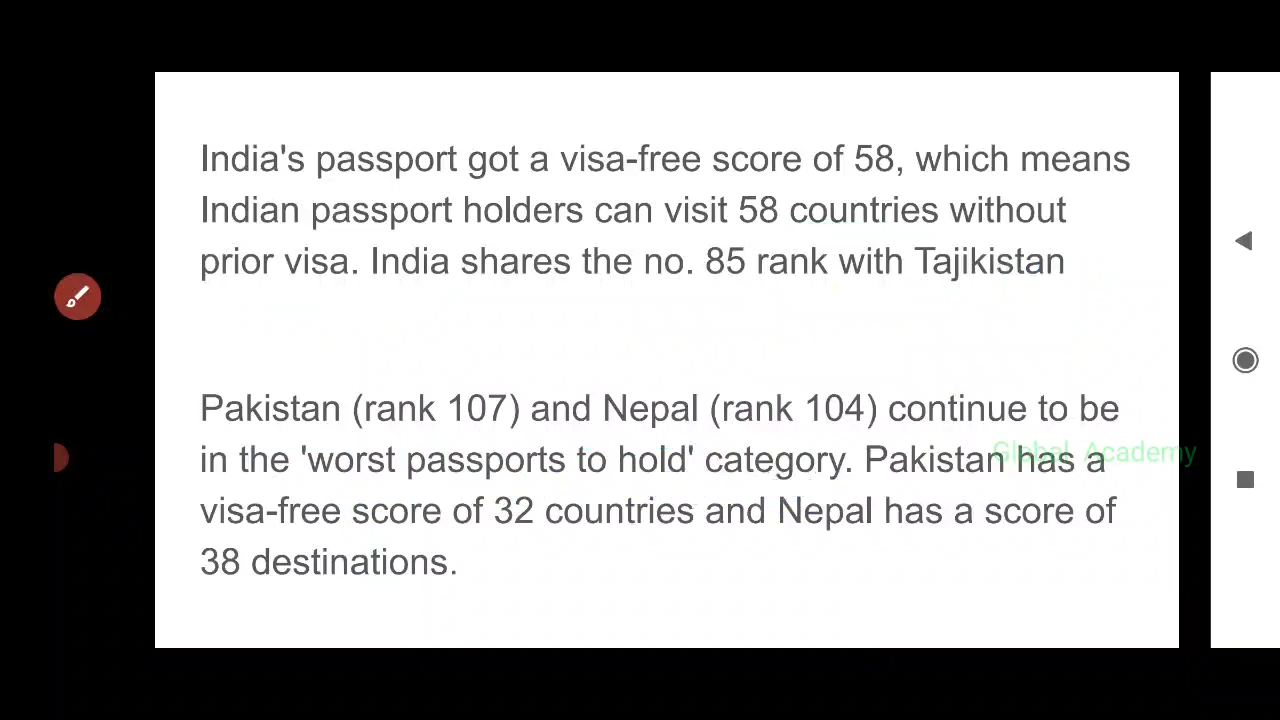 India's passport got a visa-free score of 58, which means
Indian passport holders can visit 58 countries without
prior visa. India shares the no. 85 rank with Tajikistan
Pakistan (rank 107) and Nepal (rank 104) continue to be
in the 'worst passports to hold' category. Pakistan has a
Global Academy
visa-free score of 32 countries and Nepal has a score of
38 destinations.